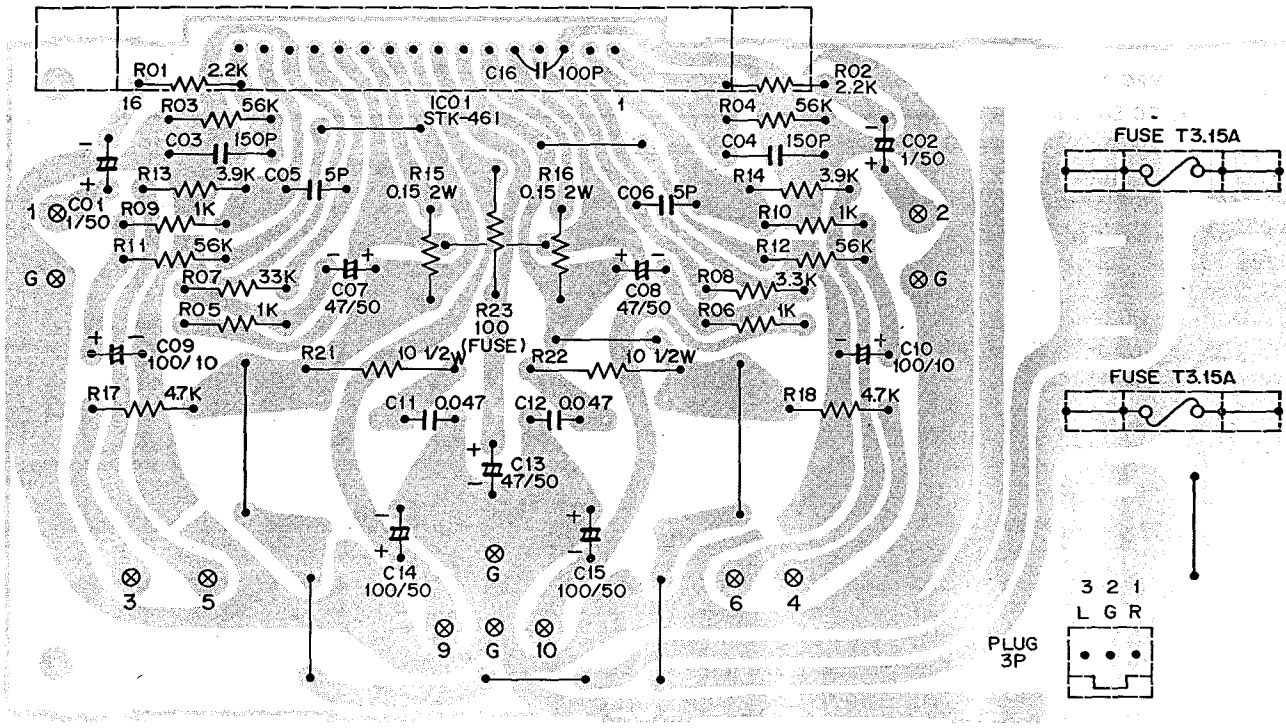 C16 100P
R01 2.2K
R02
2.2K
16
IC01
STK-461
1
R03 56K
R04 56K
C03 150P
C04 150P
C02
1/50
-
+
-
+
C01
1/50
R13 3.9K
C05 5P
R15
0.15 2W
R16
0.15 2W
C06 5P
R14 3.9K
1
2
R09 1K
R10 1K
R11 56K
R12 56K
G
G
R07 33K
R08 3.3K
- +
C07
47/50
+ -
C08
47/50
R05 1K
R06 1K
R23
100
(FUSE)
+ -
C09
100/10
- +
C10
100/10
R21 10 1/2W
R22 10 1/2W
R17 4.7K
R18 4.7K
C11 0.047
C12 0.047
+
-
C13
47/50
-
+
C14
100/50
+
-
C15
100/50
G
3
5
6
4
9
G
10
FUSE T3.15A
FUSE T3.15A
3 2 1
L G R
PLUG
3P